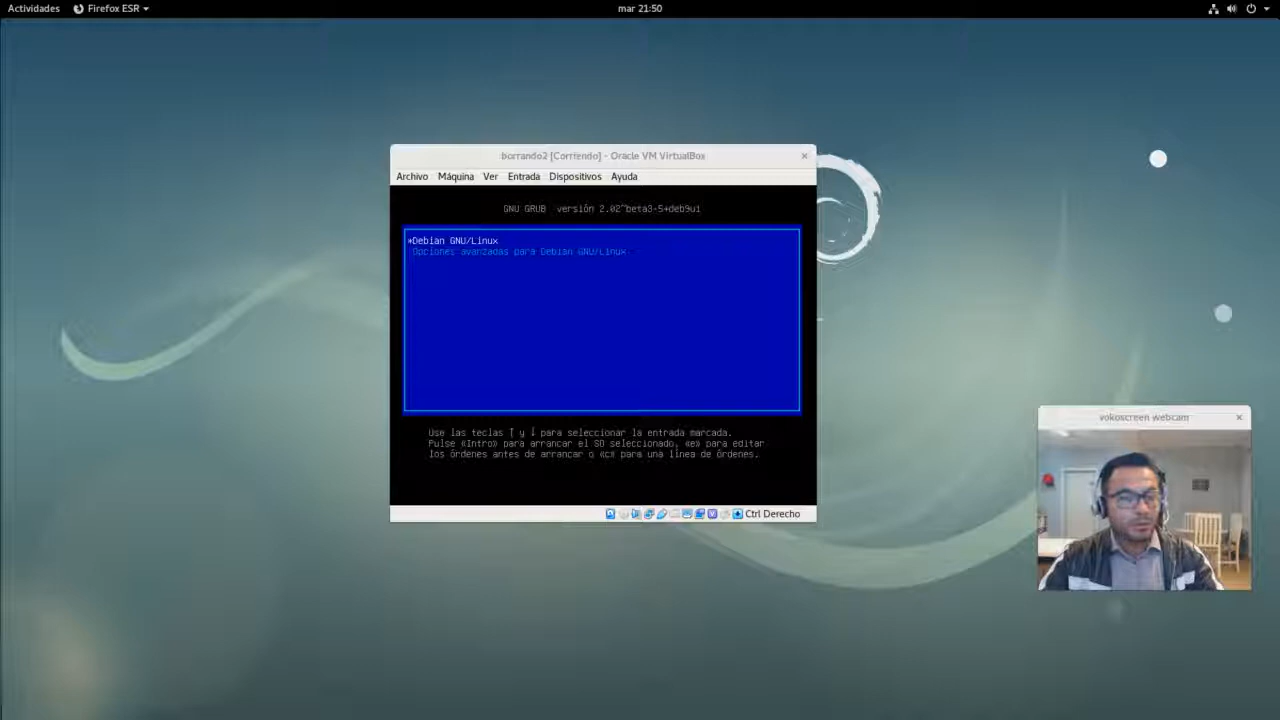 Actividades Firefox ESR mar 21:50
borrando2 [Corriendo] - Oracle VM VirtualBox
Archivo Máquina Ver Entrada Dispositivos Ayuda
GNU GRUB versión 2.02~beta3-5+deb9u1
*Debian GNU/Linux
Opciones avanzadas para Debian GNU/Linux
Use las teclas ↑ y ↓ para seleccionar la entrada marcada.
Pulse «Intro» para arrancar el SO seleccionado, «e» para editar
las órdenes antes de arrancar o «c» para una línea de órdenes.
Ctrl Derecho
vokoscreen webcam